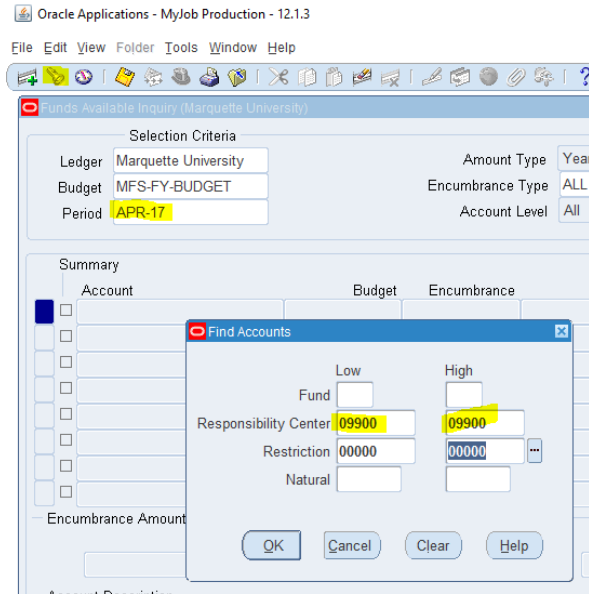 Oracle Applications - MyJob Production - 12.1.3
File Edit View Folder Tools Window Help
Funds Available Inquiry (Marquette University)
Selection Criteria
Ledger Marquette University Amount Type Yea
Budget MFS-FY-BUDGET Encumbrance Type ALL
Period APR-17 Account Level All
Summary
Account Budget Encumbrance
Find Accounts
Low High
Fund
Responsibility Center 09900 09900
Restriction 00000 00000 ...
Natural
Encumbrance Amount
OK Cancel Clear Help